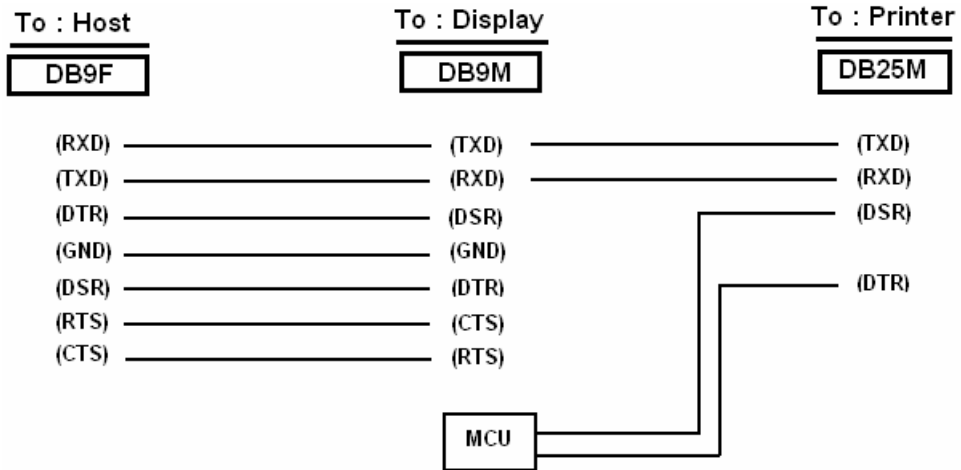 To : Host To : Display To : Printer
DB9F DB9M DB25M
(RXD) (TXD) (TXD)
(TXD) (RXD) (RXD)
(DTR) (DSR) (DSR)
(GND) (GND)
(DSR) (DTR) (DTR)
(RTS) (CTS)
(CTS) (RTS)
MCU